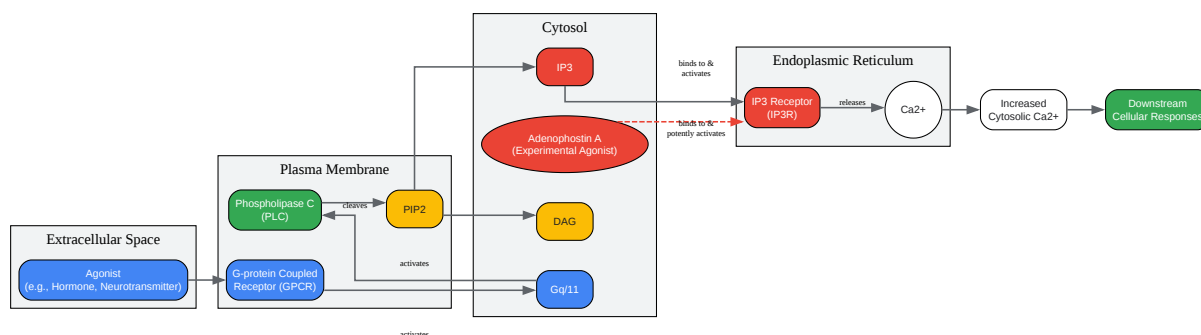 Extracellular Space
Agonist
(e.g., Hormone, Neurotransmitter)
Plasma Membrane
Phospholipase C
(PLC)
cleaves
PIP2
G-protein Coupled
Receptor (GPCR)
activates
activates
Cytosol
IP3
Adenophostin A
(Experimental Agonist)
DAG
Gq/11
binds to &
activates
binds to &
potently activates
Endoplasmic Reticulum
IP3 Receptor
(IP3R)
releases
Ca2+
Increased
Cytosolic Ca2+
Downstream
Cellular Responses